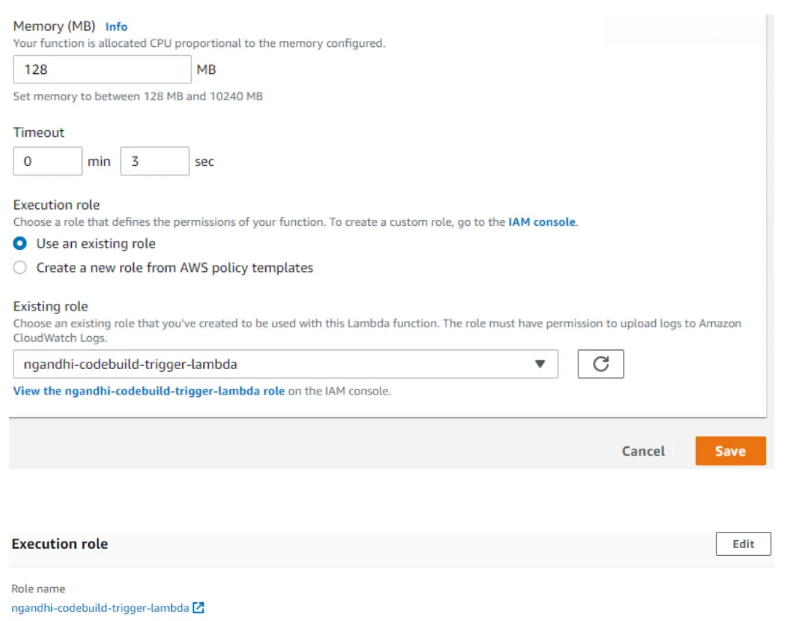 Memory (MB) Info
Your function is allocated CPU proportional to the memory configured.
128 MB
Set memory to between 128 MB and 10240 MB
Timeout
0 min 3 sec
Execution role
Choose a role that defines the permissions of your function. To create a custom role, go to the IAM console.
Use an existing role
Create a new role from AWS policy templates
Existing role
Choose an existing role that you've created to be used with this Lambda function. The role must have permission to upload logs to Amazon
CloudWatch Logs.
ngandhi-codebuild-trigger-lambda
View the ngandhi-codebuild-trigger-lambda role on the IAM console.
Cancel Save
Execution role Edit
Role name
ngandhi-codebuild-trigger-lambda